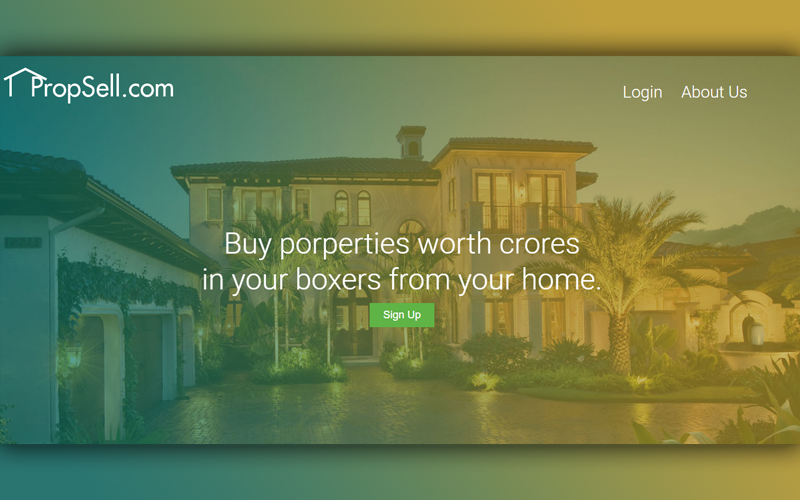 PropSell.com
Login About Us
Buy porperties worth crores
in your boxers from your home.
Sign Up